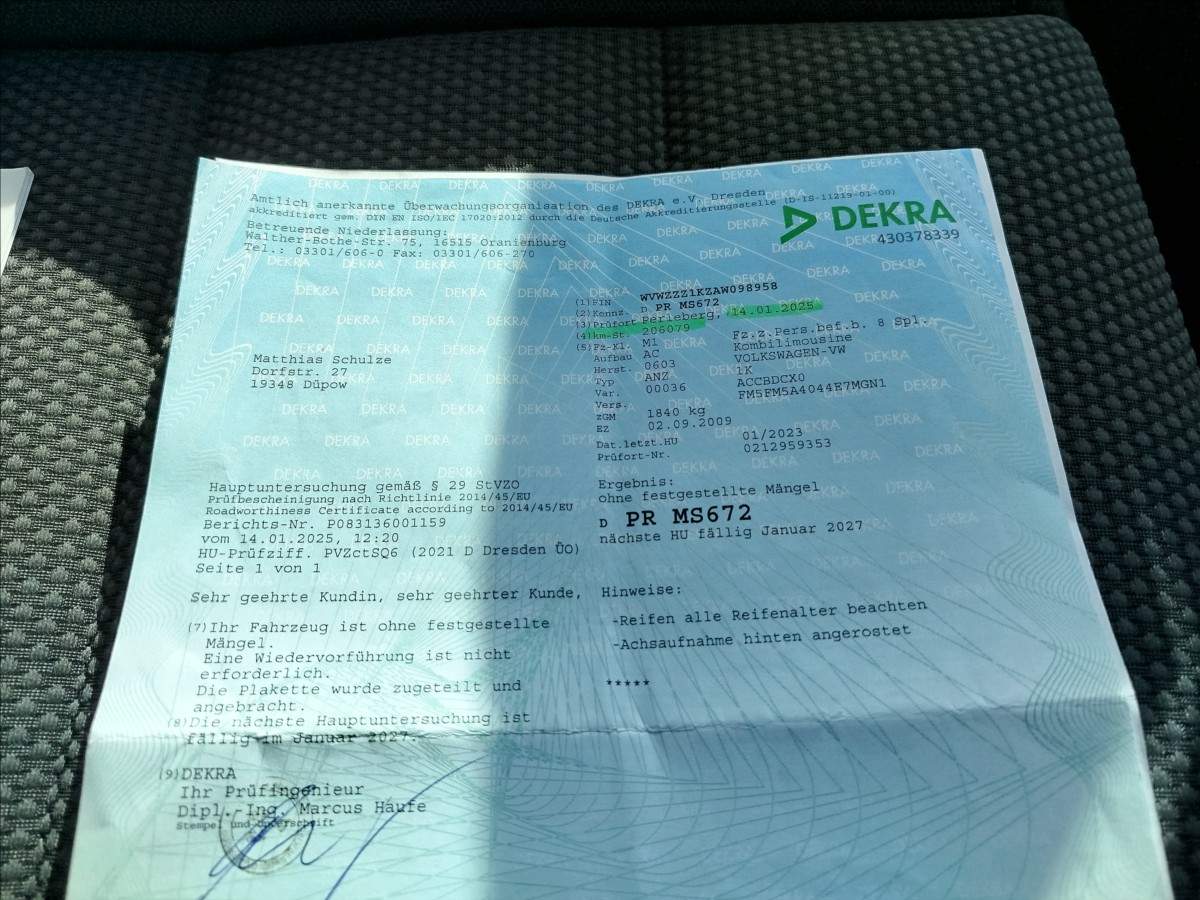 Amtlich anerkannte Überwachungsorganisation des DEKRA e.V. Dresden
akkreditiert gem. DIN EN ISO/IEC 17020:2012 durch die Deutsche Akkreditierungsstelle (D-IS-11219-01-00)
DEKRA
430378339
Betreuende Niederlassung:
Walther-Bothe-Str. 75, 16515 Oranienburg
Tel.: 03301/606-0 Fax: 03301/606-270
(1)FIN WVWZZZ1KZAW098958
(2)Kennz. D PR MS672
(3)Prüfort Perleberg, 14.01.2025
(4)km-St. 206079
(5)Fz-Kl. M1 Fz.z.Pers.bef.b. 8 Spl.
Aufbau AC Kombilimousine
Herst. 0603 VOLKSWAGEN-VW
Typ ANZ 1K
Var. 00036 ACCBDCX0
Vers. FM5FM5A4044E7MGN1
zGM 1840 kg
EZ 02.09.2009
Dat.letzt.HU 01/2023
Prüfort-Nr. 0212959353
Matthias Schulze
Dorfstr. 27
19348 Düpow
Hauptuntersuchung gemäß § 29 StVZO
Prüfbescheinigung nach Richtlinie 2014/45/EU
Roadworthiness Certificate according to 2014/45/EU
Berichts-Nr. P083136001159
vom 14.01.2025, 12:20
HU-Prüfziff. PVZctSQ6 (2021 D Dresden ÜO)
Seite 1 von 1
Ergebnis:
ohne festgestellte Mängel
D PR MS672
nächste HU fällig Januar 2027
Sehr geehrte Kundin, sehr geehrter Kunde,
(7)Ihr Fahrzeug ist ohne festgestellte
Mängel.
Eine Wiedervorführung ist nicht
erforderlich.
Die Plakette wurde zugeteilt und
angebracht.
(8)Die nächste Hauptuntersuchung ist
fällig im Januar 2027.
Hinweise:
-Reifen alle Reifenalter beachten
-Achsaufnahme hinten angerostet
*****
(9)DEKRA
Ihr Prüfingenieur
Dipl.-Ing. Marcus Haufe
Stempel und Unterschrift